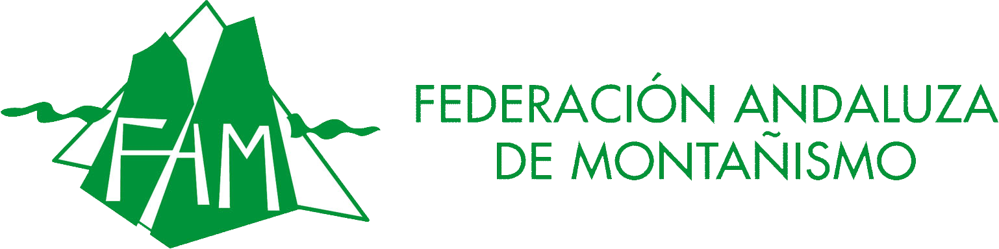 FAM
FEDERACIÓN ANDALUZA
DE MONTAÑISMO